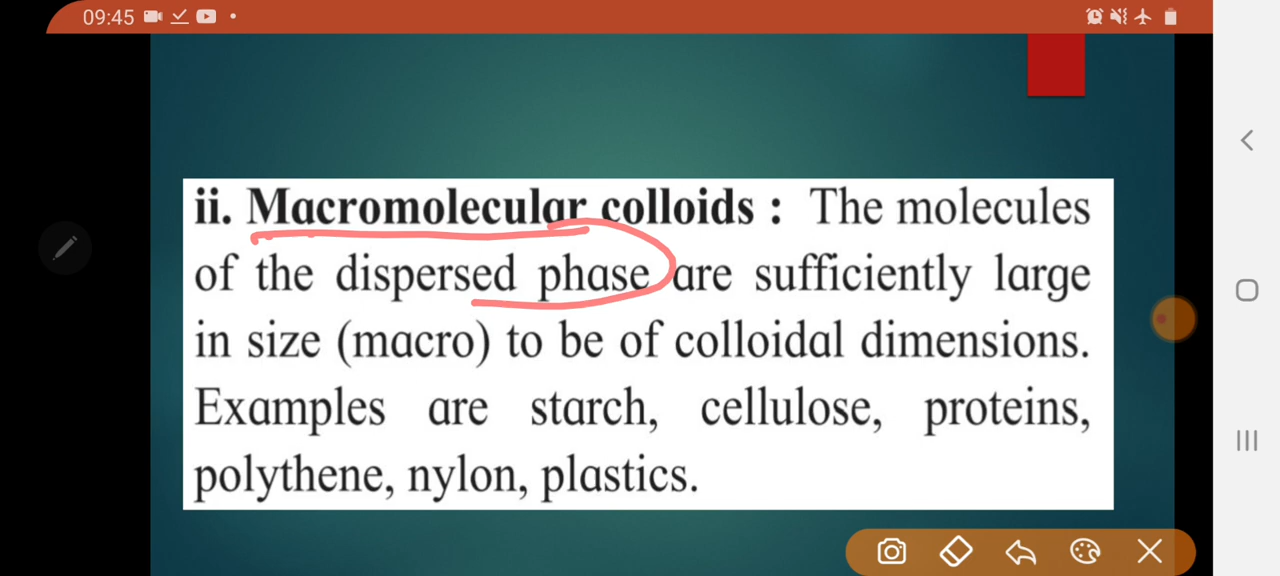 09:45
ii. Macromolecular colloids : The molecules
of the dispersed phase are sufficiently large
in size (macro) to be of colloidal dimensions.
Examples are starch, cellulose, proteins,
polythene, nylon, plastics.